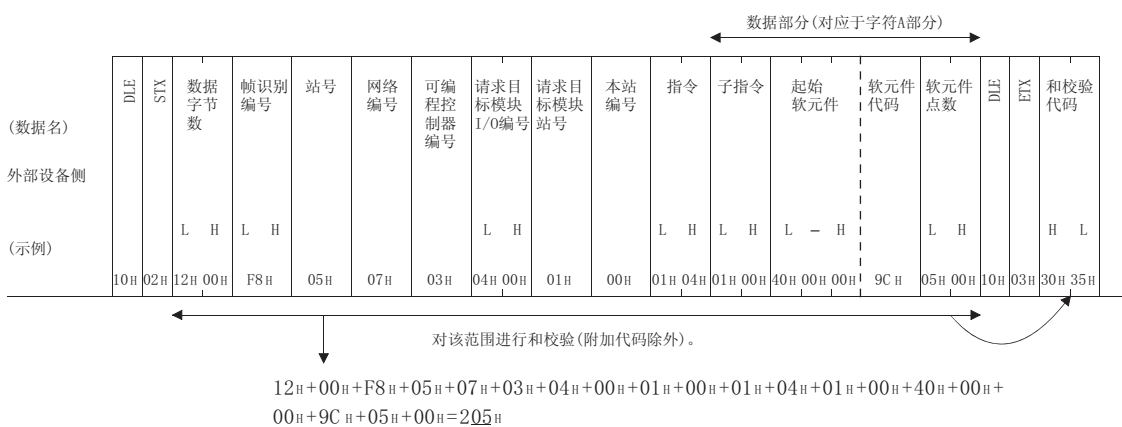 数据部分(对应于字符A部分)
DLE STX 数据 帧识别 站号 网络 可编 请求目 请求目 本站 指令 子指令 起始 软元件 软元件 DLE ETX 和校验
字节 编号 编号 程控 标模块 标模块 编号 软元件 代码 点数 代码
数 制器 I/O编号 站号
编号
(数据名)
外部设备侧
L H L H L H L H L H L － H L H H L
(示例)
10H 02H 12H 00H F8H 05H 07H 03H 04H 00H 01H 00H 01H 04H 01H 00H 40H 00H 00H 9CH 05H 00H 10H 03H 30H 35H
对该范围进行和校验(附加代码除外)。
12H+00H+F8H+05H+07H+03H+04H+00H+01H+00H+01H+04H+01H+00H+40H+00H+
00H+9CH+05H+00H=205H